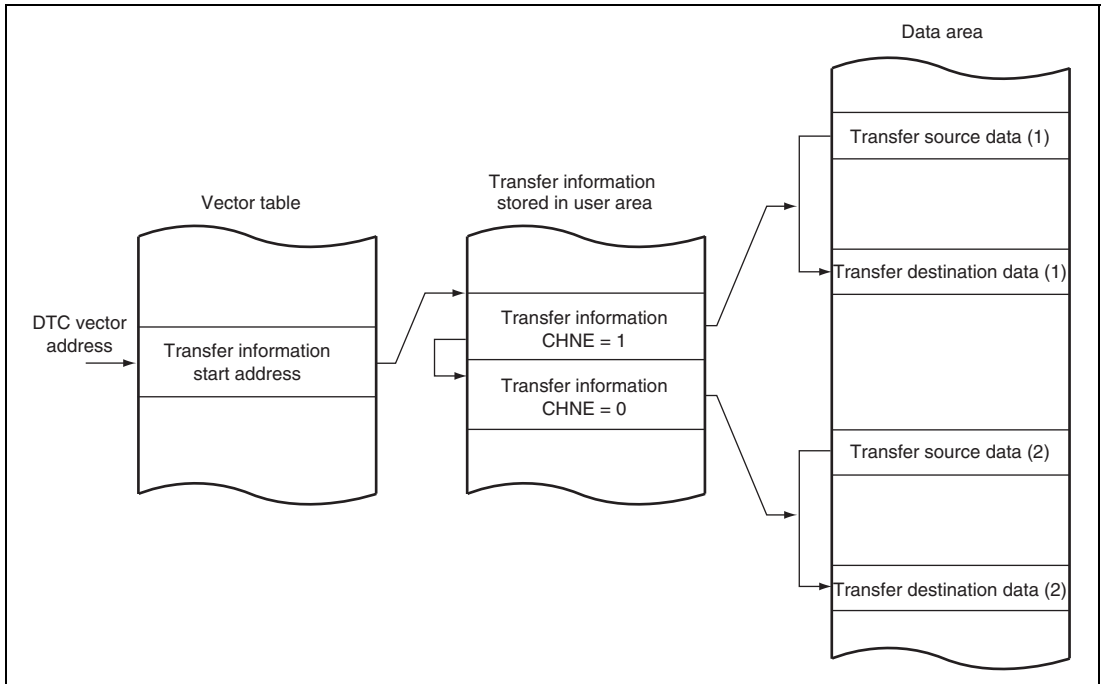 Data area
Transfer source data (1)
Transfer information
stored in user area
Vector table
Transfer destination data (1)
DTC vector
address
Transfer information
start address
Transfer information
CHNE = 1
Transfer information
CHNE = 0
Transfer source data (2)
Transfer destination data (2)